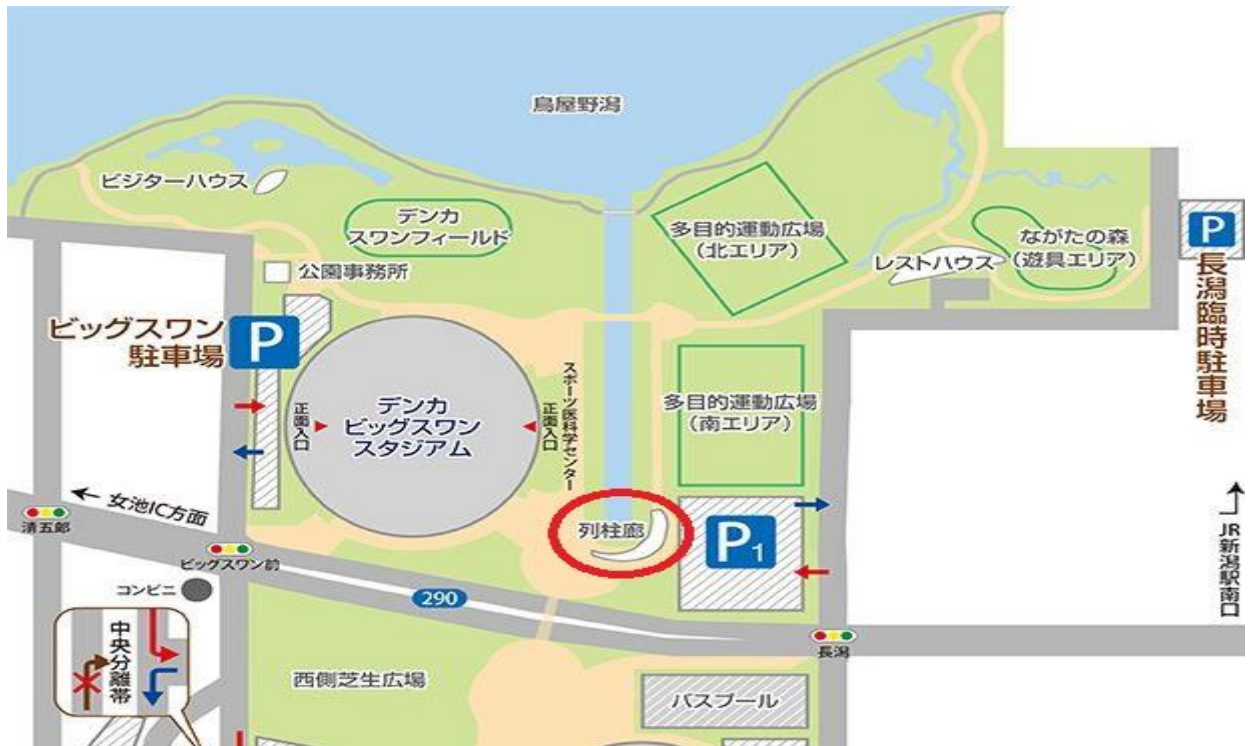 鳥屋野潟
ビジターハウス
デンカ
スワンフィールド
多目的運動広場
(北エリア)
ながたの森
(遊具エリア)
レストハウス
P
長潟臨時駐車場
公園事務所
ビッグスワン
駐車場
P
正面入口
デンカ
ビッグスワン
スタジアム
正面入口
スポーツ医科学センター
多目的運動広場
(南エリア)
← 女池IC方面
清五郎
ビッグスワン前
列柱廊
P1
↑JR新潟駅南口
コンビニ
290
長潟
中央分離帯
西側芝生広場
バスプール